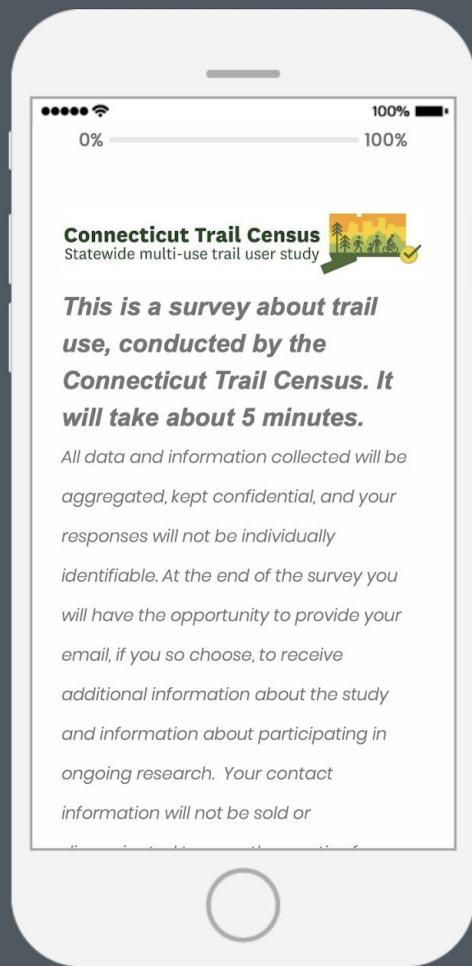 100%
0% 100%
Connecticut Trail Census
Statewide multi-use trail user study
This is a survey about trail
use, conducted by the
Connecticut Trail Census. It
will take about 5 minutes.
All data and information collected will be
aggregated, kept confidential, and your
responses will not be individually
identifiable. At the end of the survey you
will have the opportunity to provide your
email, if you so choose, to receive
additional information about the study
and information about participating in
ongoing research. Your contact
information will not be sold or